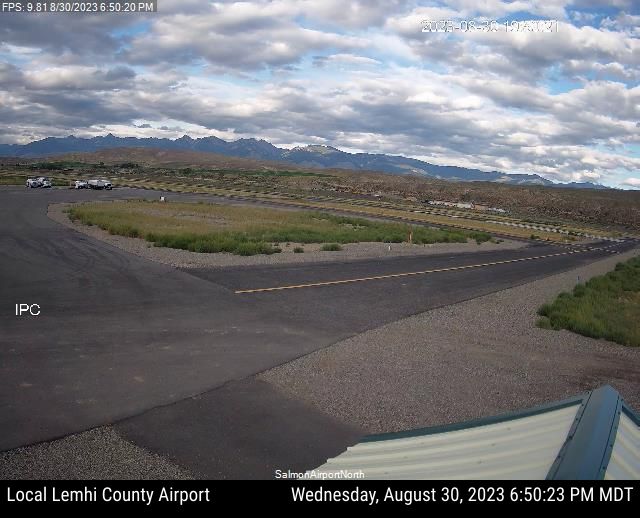 FPS: 9.81 8/30/2023 6:50:20 PM
IPC
SalmonAirportNorth
Local Lemhi County Airport
Wednesday, August 30, 2023 6:50:23 PM MDT